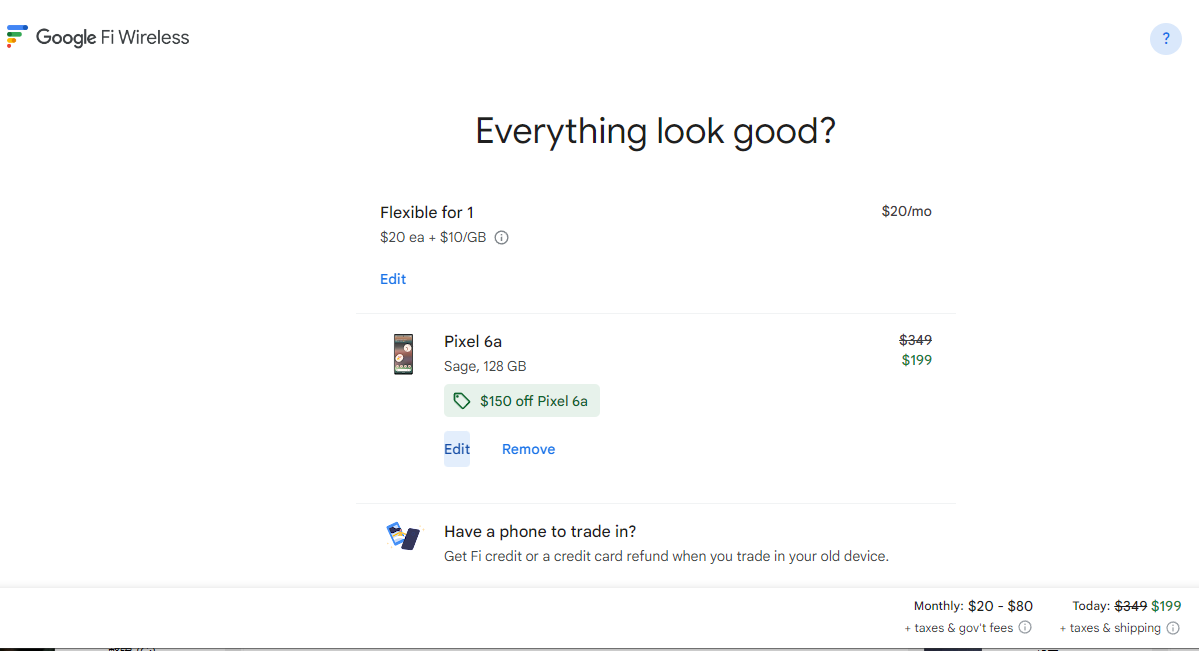 Google Fi Wireless
?
Everything look good?
Flexible for 1
$20/mo
$20 ea + $10/GB
Edit
Pixel 6a
$349
Sage, 128 GB
$199
$150 off Pixel 6a
Edit Remove
Have a phone to trade in?
Get Fi credit or a credit card refund when you trade in your old device.
Monthly: $20 - $80
Today: $349 $199
+ taxes & gov't fees
+ taxes & shipping